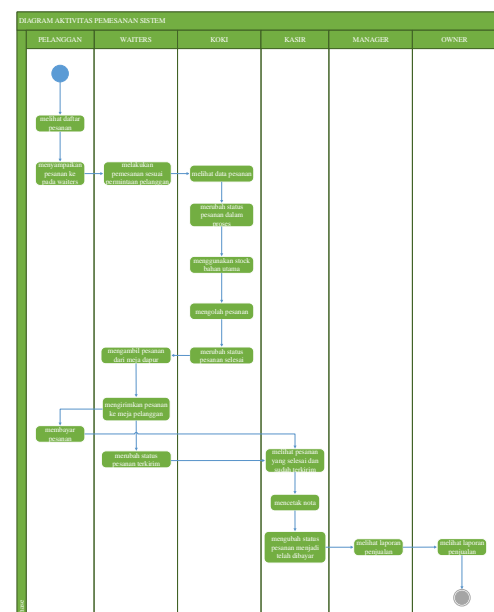 DIAGRAM AKTIVITAS PEMESANAN SISTEM
PELANGGAN
WAITERS
KOKI
KASIR
MANAGER
OWNER
melihat daftar
pesanan
menyampaikan
pesanan ke
pada waiters
melakukan
pemesanan sesuai
permintaan pelanggan
melihat data pesanan
merubah status
pesanan dalam
proses
menggunakan stock
bahan utama
mengolah pesanan
mengambil pesanan
dari meja dapur
merubah status
pesanan selesai
mengirimkan pesanan
ke meja pelanggan
membayar
pesanan
merubah status
pesanan terkirim
melihat pesanan
yang selesai dan
sudah terkirim
mencetak nota
mengubah status
pesanan menjadi
telah dibayar
melihat laporan
penjualan
melihat laporan
penjualan